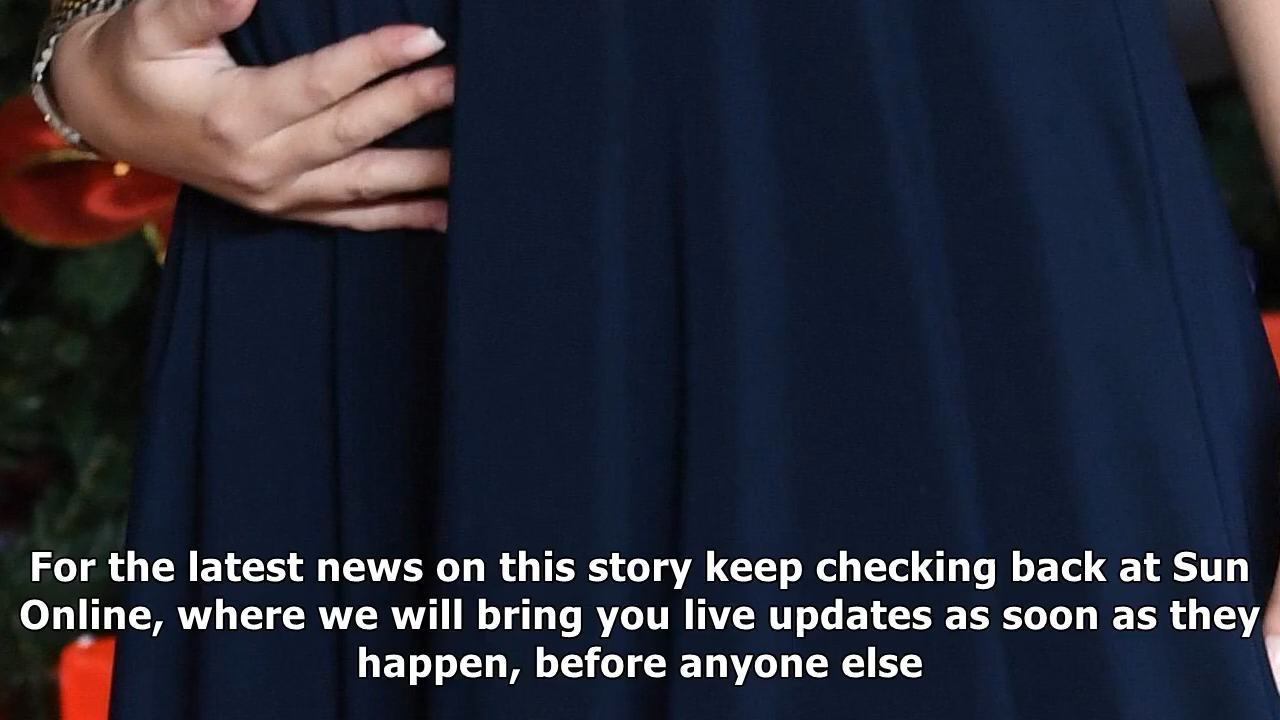 For the latest news on this story keep checking back at Sun
Online, where we will bring you live updates as soon as they
happen, before anyone else